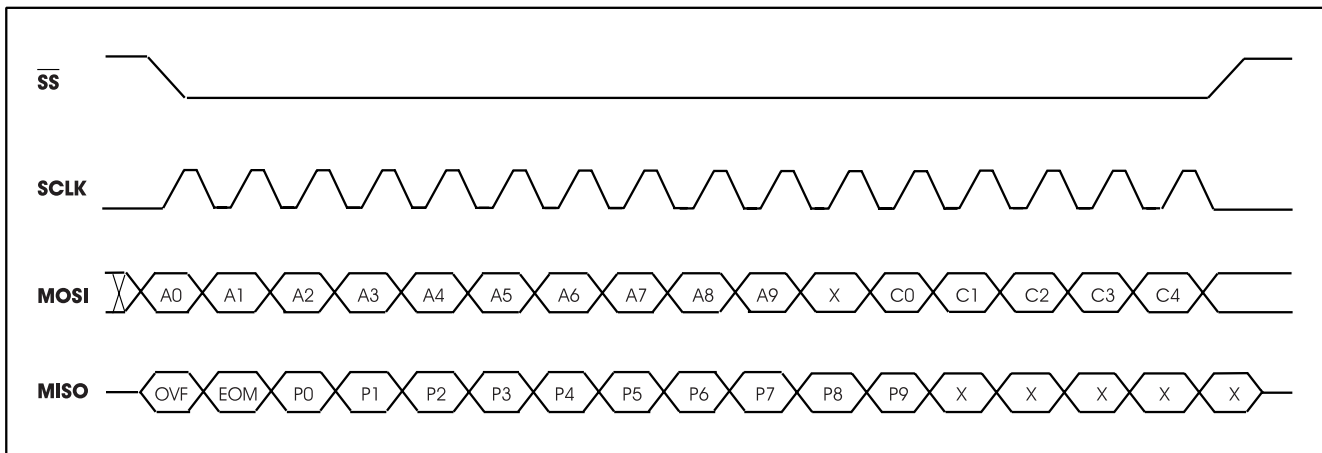 SS
SCLK
MOSI A0 A1 A2 A3 A4 A5 A6 A7 A8 A9 X C0 C1 C2 C3 C4
MISO OVF EOM P0 P1 P2 P3 P4 P5 P6 P7 P8 P9 X X X X X